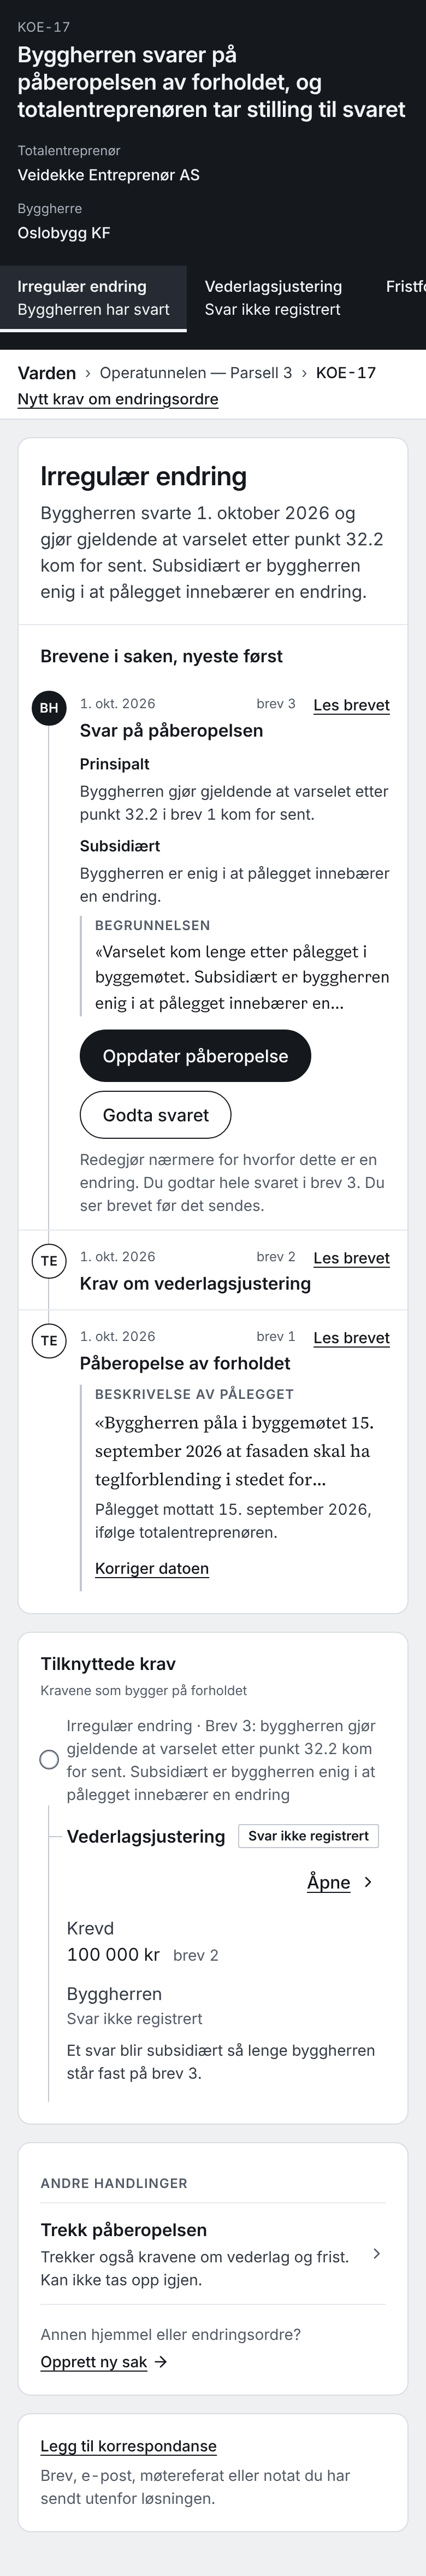 KOE-17
Byggherren svarer på
påberopelsen av forholdet, og
totalentreprenøren tar stilling til svaret
Totalentreprenør
Veidekke Entreprenør AS
Byggherre
Oslobygg KF
Irregulær endring
Byggherren har svart
Vederlagsjustering
Svar ikke registrert
Varden › Operatunnelen — Parsell 3 › KOE-17
Nytt krav om endringsordre
Irregulær endring
Byggherren svarte 1. oktober 2026 og
gjør gjeldende at varselet etter punkt 32.2
kom for sent. Subsidiært er byggherren
enig i at pålegget innebærer en endring.
Brevene i saken, nyeste først
BH
1. okt. 2026 brev 3 Les brevet
Svar på påberopelsen
Prinsipalt
Byggherren gjør gjeldende at varselet etter
punkt 32.2 i brev 1 kom for sent.
Subsidiært
Byggherren er enig i at pålegget innebærer
en endring.
BEGRUNNELSEN
«Varselet kom lenge etter pålegget i
byggemøtet. Subsidiært er byggherren
enig i at pålegget innebærer en...
Oppdater påberopelse
Godta svaret
Redegjør nærmere for hvorfor dette er en
endring. Du godtar hele svaret i brev 3. Du
ser brevet før det sendes.
TE
1. okt. 2026 brev 2 Les brevet
Krav om vederlagsjustering
TE
1. okt. 2026 brev 1 Les brevet
Påberopelse av forholdet
BESKRIVELSE AV PÅLEGGET
«Byggherren påla i byggemøtet 15.
september 2026 at fasaden skal ha
teglforblending i stedet for...
Pålegget mottatt 15. september 2026,
ifølge totalentreprenøren.
Korriger datoen
Tilknyttede krav
Kravene som bygger på forholdet
Irregulær endring · Brev 3: byggherren gjør
gjeldende at varselet etter punkt 32.2 kom
for sent. Subsidiært er byggherren enig i at
pålegget innebærer en endring
Vederlagsjustering Svar ikke registrert
Åpne
Krevd
100 000 kr brev 2
Byggherren
Svar ikke registrert
Et svar blir subsidiært så lenge byggherren
står fast på brev 3.
ANDRE HANDLINGER
Trekk påberopelsen
Trekker også kravene om vederlag og frist.
Kan ikke tas opp igjen.
Annen hjemmel eller endringsordre?
Opprett ny sak →
Legg til korrespondanse
Brev, e-post, møtereferat eller notat du har
sendt utenfor løsningen.